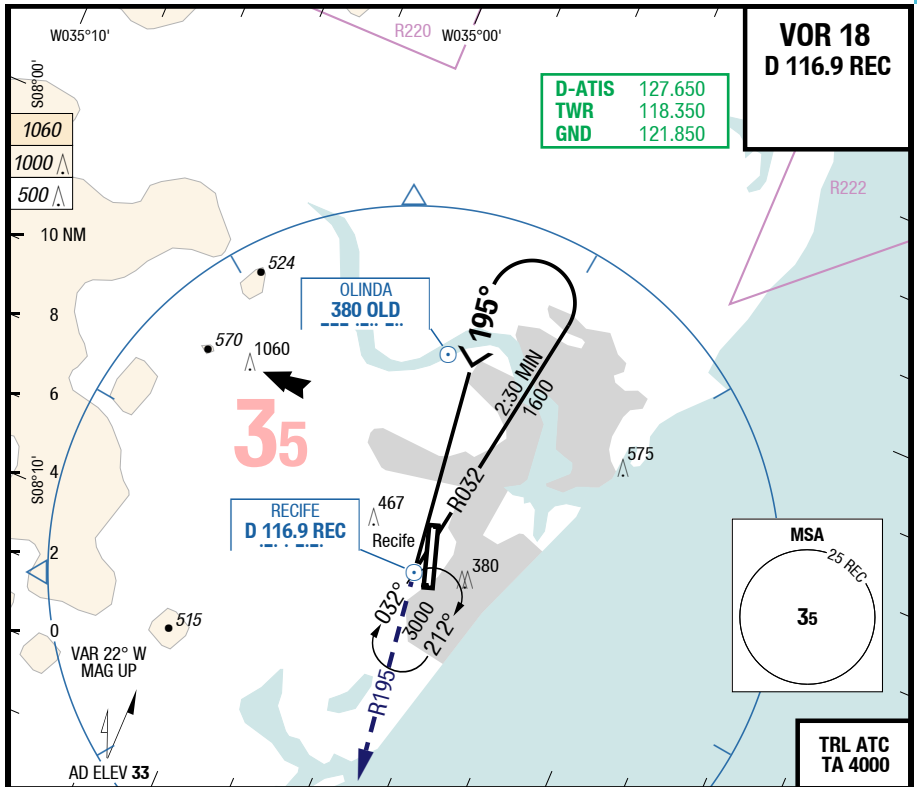 W035°10'
R220
W035°00'
VOR 18
D 116.9 REC
S08°00'
D-ATIS 127.650
TWR 118.350
GND 121.850
1060
1000
500
R222
10 NM
524
OLINDA
380 OLD
195°
8
570
1060
2:30 MIN
1600
6
35
575
4
S08°10'
R032
467
RECIFE
D 116.9 REC
Recife
MSA
25 REC
2
380
032°
3000
212°
35
515
0
VAR 22° W
MAG UP
R195
TRL ATC
TA 4000
AD ELEV 33